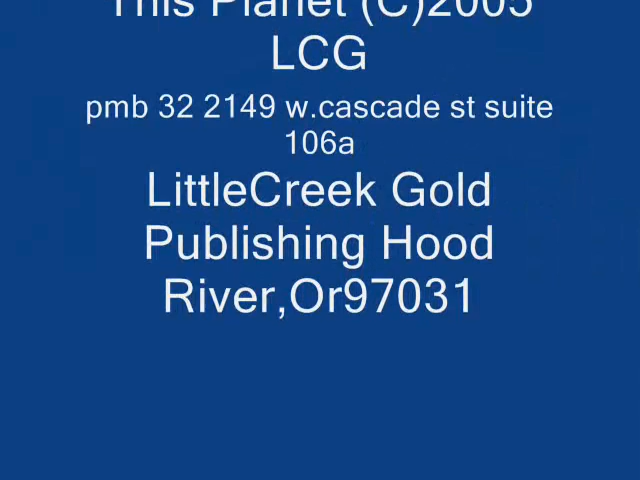 This Planet (C)2005
LCG
pmb 32 2149 w.cascade st suite
106a
LittleCreek Gold
Publishing Hood
River,Or97031